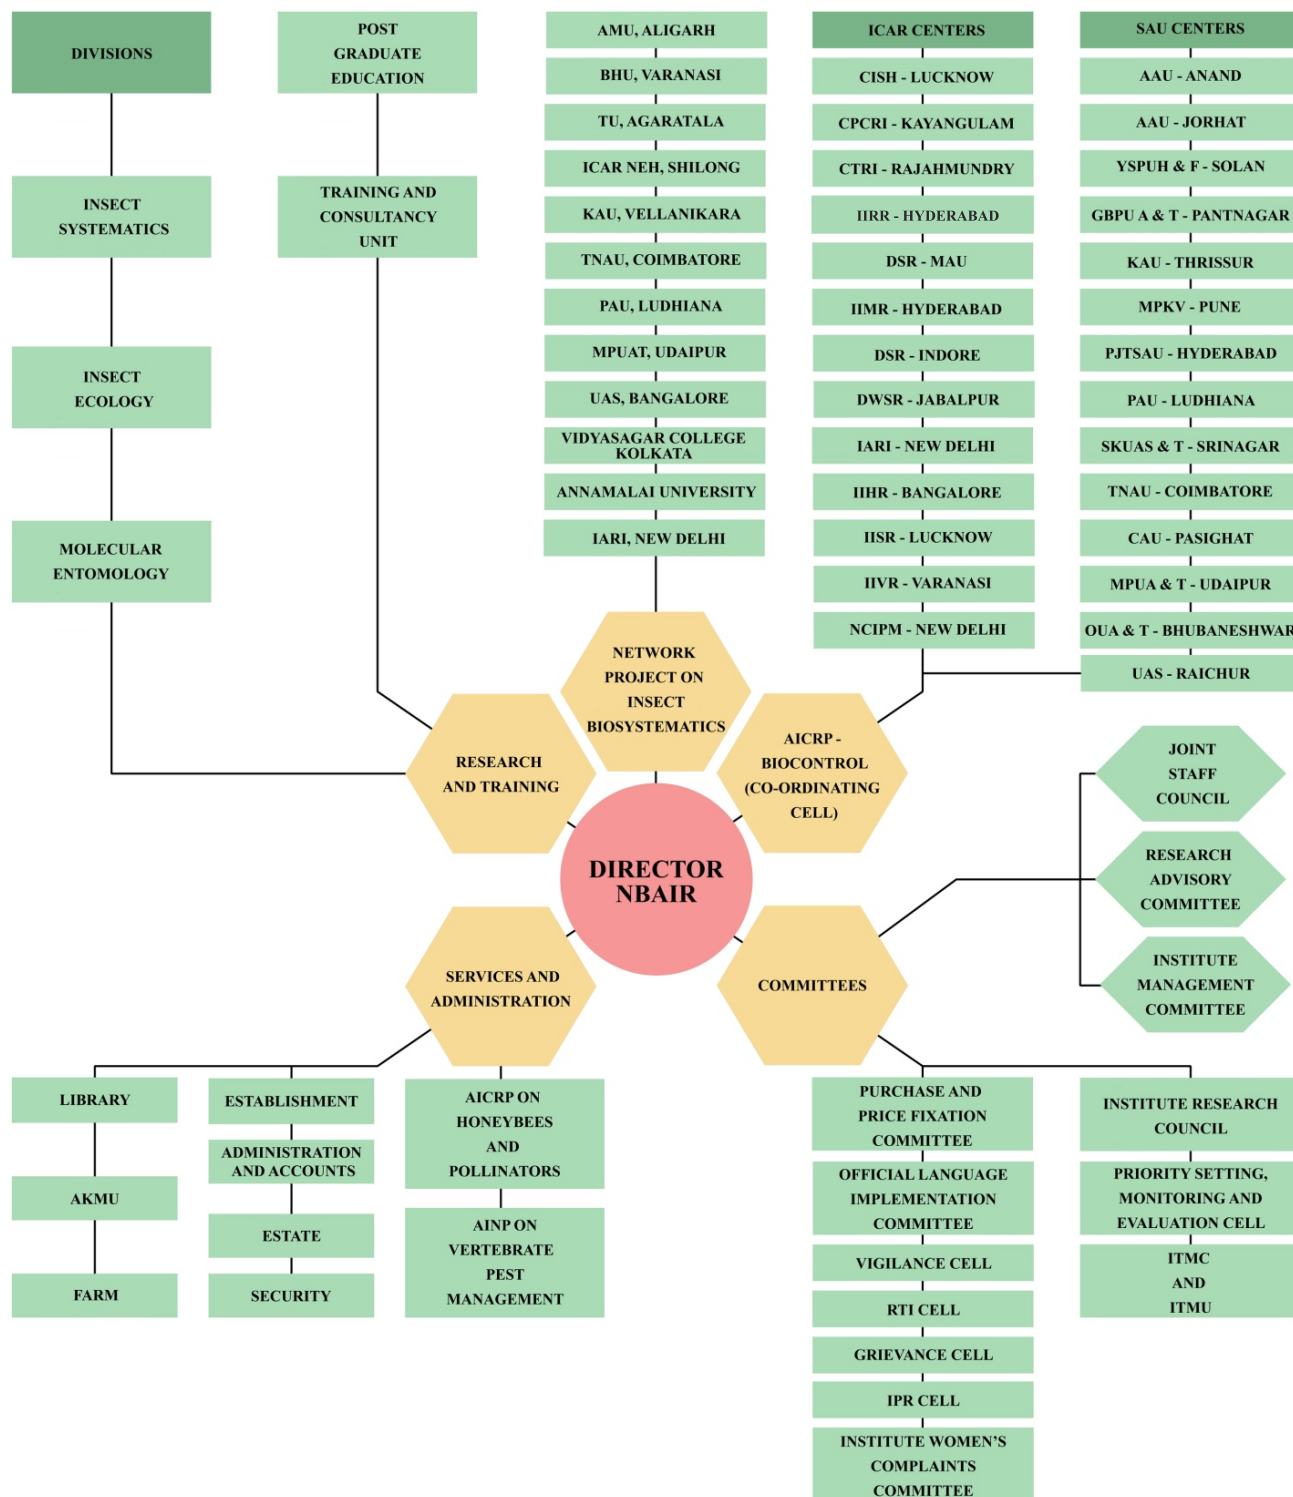 DIVISIONS
INSECT
SYSTEMATICS
INSECT
ECOLOGY
MOLECULAR
ENTOMOLOGY
POST
GRADUATE
EDUCATION
TRAINING AND
CONSULTANCY
UNIT
AMU, ALIGARH
BHU, VARANASI
TU, AGARATALA
ICAR NEH, SHILONG
KAU, VELLANIKARA
TNAU, COIMBATORE
PAU, LUDHIANA
MPUAT, UDAIPUR
UAS, BANGALORE
VIDYASAGAR COLLEGE
KOLKATA
ANNAMALAI UNIVERSITY
IARI, NEW DELHI
ICAR CENTERS
CISH - LUCKNOW
CPCRI - KAYANGULAM
CTRI - RAJAHMUNDRY
IIRR - HYDERABAD
DSR - MAU
IIMR - HYDERABAD
DSR - INDORE
DWSR - JABALPUR
IARI - NEW DELHI
IIHR - BANGALORE
IISR - LUCKNOW
IIVR - VARANASI
NCIPM - NEW DELHI
SAU CENTERS
AAU - ANAND
AAU - JORHAT
YSPUH & F - SOLAN
GBPU A & T - PANTNAGAR
KAU - THRISSUR
MPKV - PUNE
PJTSAU - HYDERABAD
PAU - LUDHIANA
SKUAS & T - SRINAGAR
TNAU - COIMBATORE
CAU - PASIGHAT
MPUA & T - UDAIPUR
OUA & T - BHUBANESHWAR
UAS - RAICHUR
NETWORK
PROJECT ON
INSECT
BIOSYSTEMATICS
RESEARCH
AND TRAINING
AICRP -
BIOCONTROL
(CO-ORDINATING
CELL)
DIRECTOR
NBAIR
JOINT
STAFF
COUNCIL
RESEARCH
ADVISORY
COMMITTEE
INSTITUTE
MANAGEMENT
COMMITTEE
SERVICES AND
ADMINISTRATION
COMMITTEES
LIBRARY
AKMU
FARM
ESTABLISHMENT
ADMINISTRATION
AND ACCOUNTS
ESTATE
SECURITY
AICRP ON
HONEYBEES
AND
POLLINATORS
AINP ON
VERTEBRATE
PEST
MANAGEMENT
PURCHASE AND
PRICE FIXATION
COMMITTEE
OFFICIAL LANGUAGE
IMPLEMENTATION
COMMITTEE
VIGILANCE CELL
RTI CELL
GRIEVANCE CELL
IPR CELL
INSTITUTE WOMEN’S
COMPLAINTS
COMMITTEE
INSTITUTE RESEARCH
COUNCIL
PRIORITY SETTING,
MONITORING AND
EVALUATION CELL
ITMC
AND
ITMU